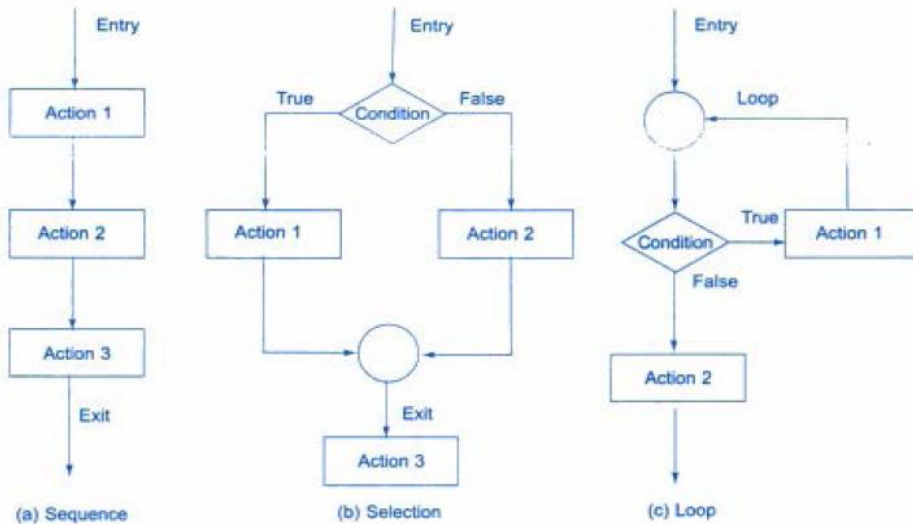 Entry
Action 1
Action 2
Action 3
Exit
(a) Sequence
Entry
True
Condition
False
Action 1
Action 2
Exit
Action 3
(b) Selection
Entry
Loop
Condition
True
Action 1
False
Action 2
(c) Loop